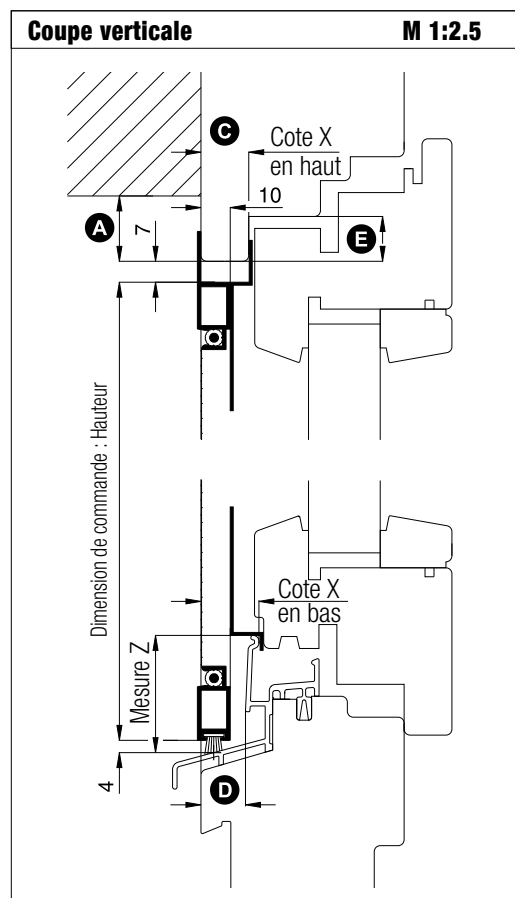 Coupe verticale M 1:2.5
C
Cote X
en haut
10
A
7
E
Dimension de commande : Hauteur
Cote X
en bas
Mesure Z
4
D